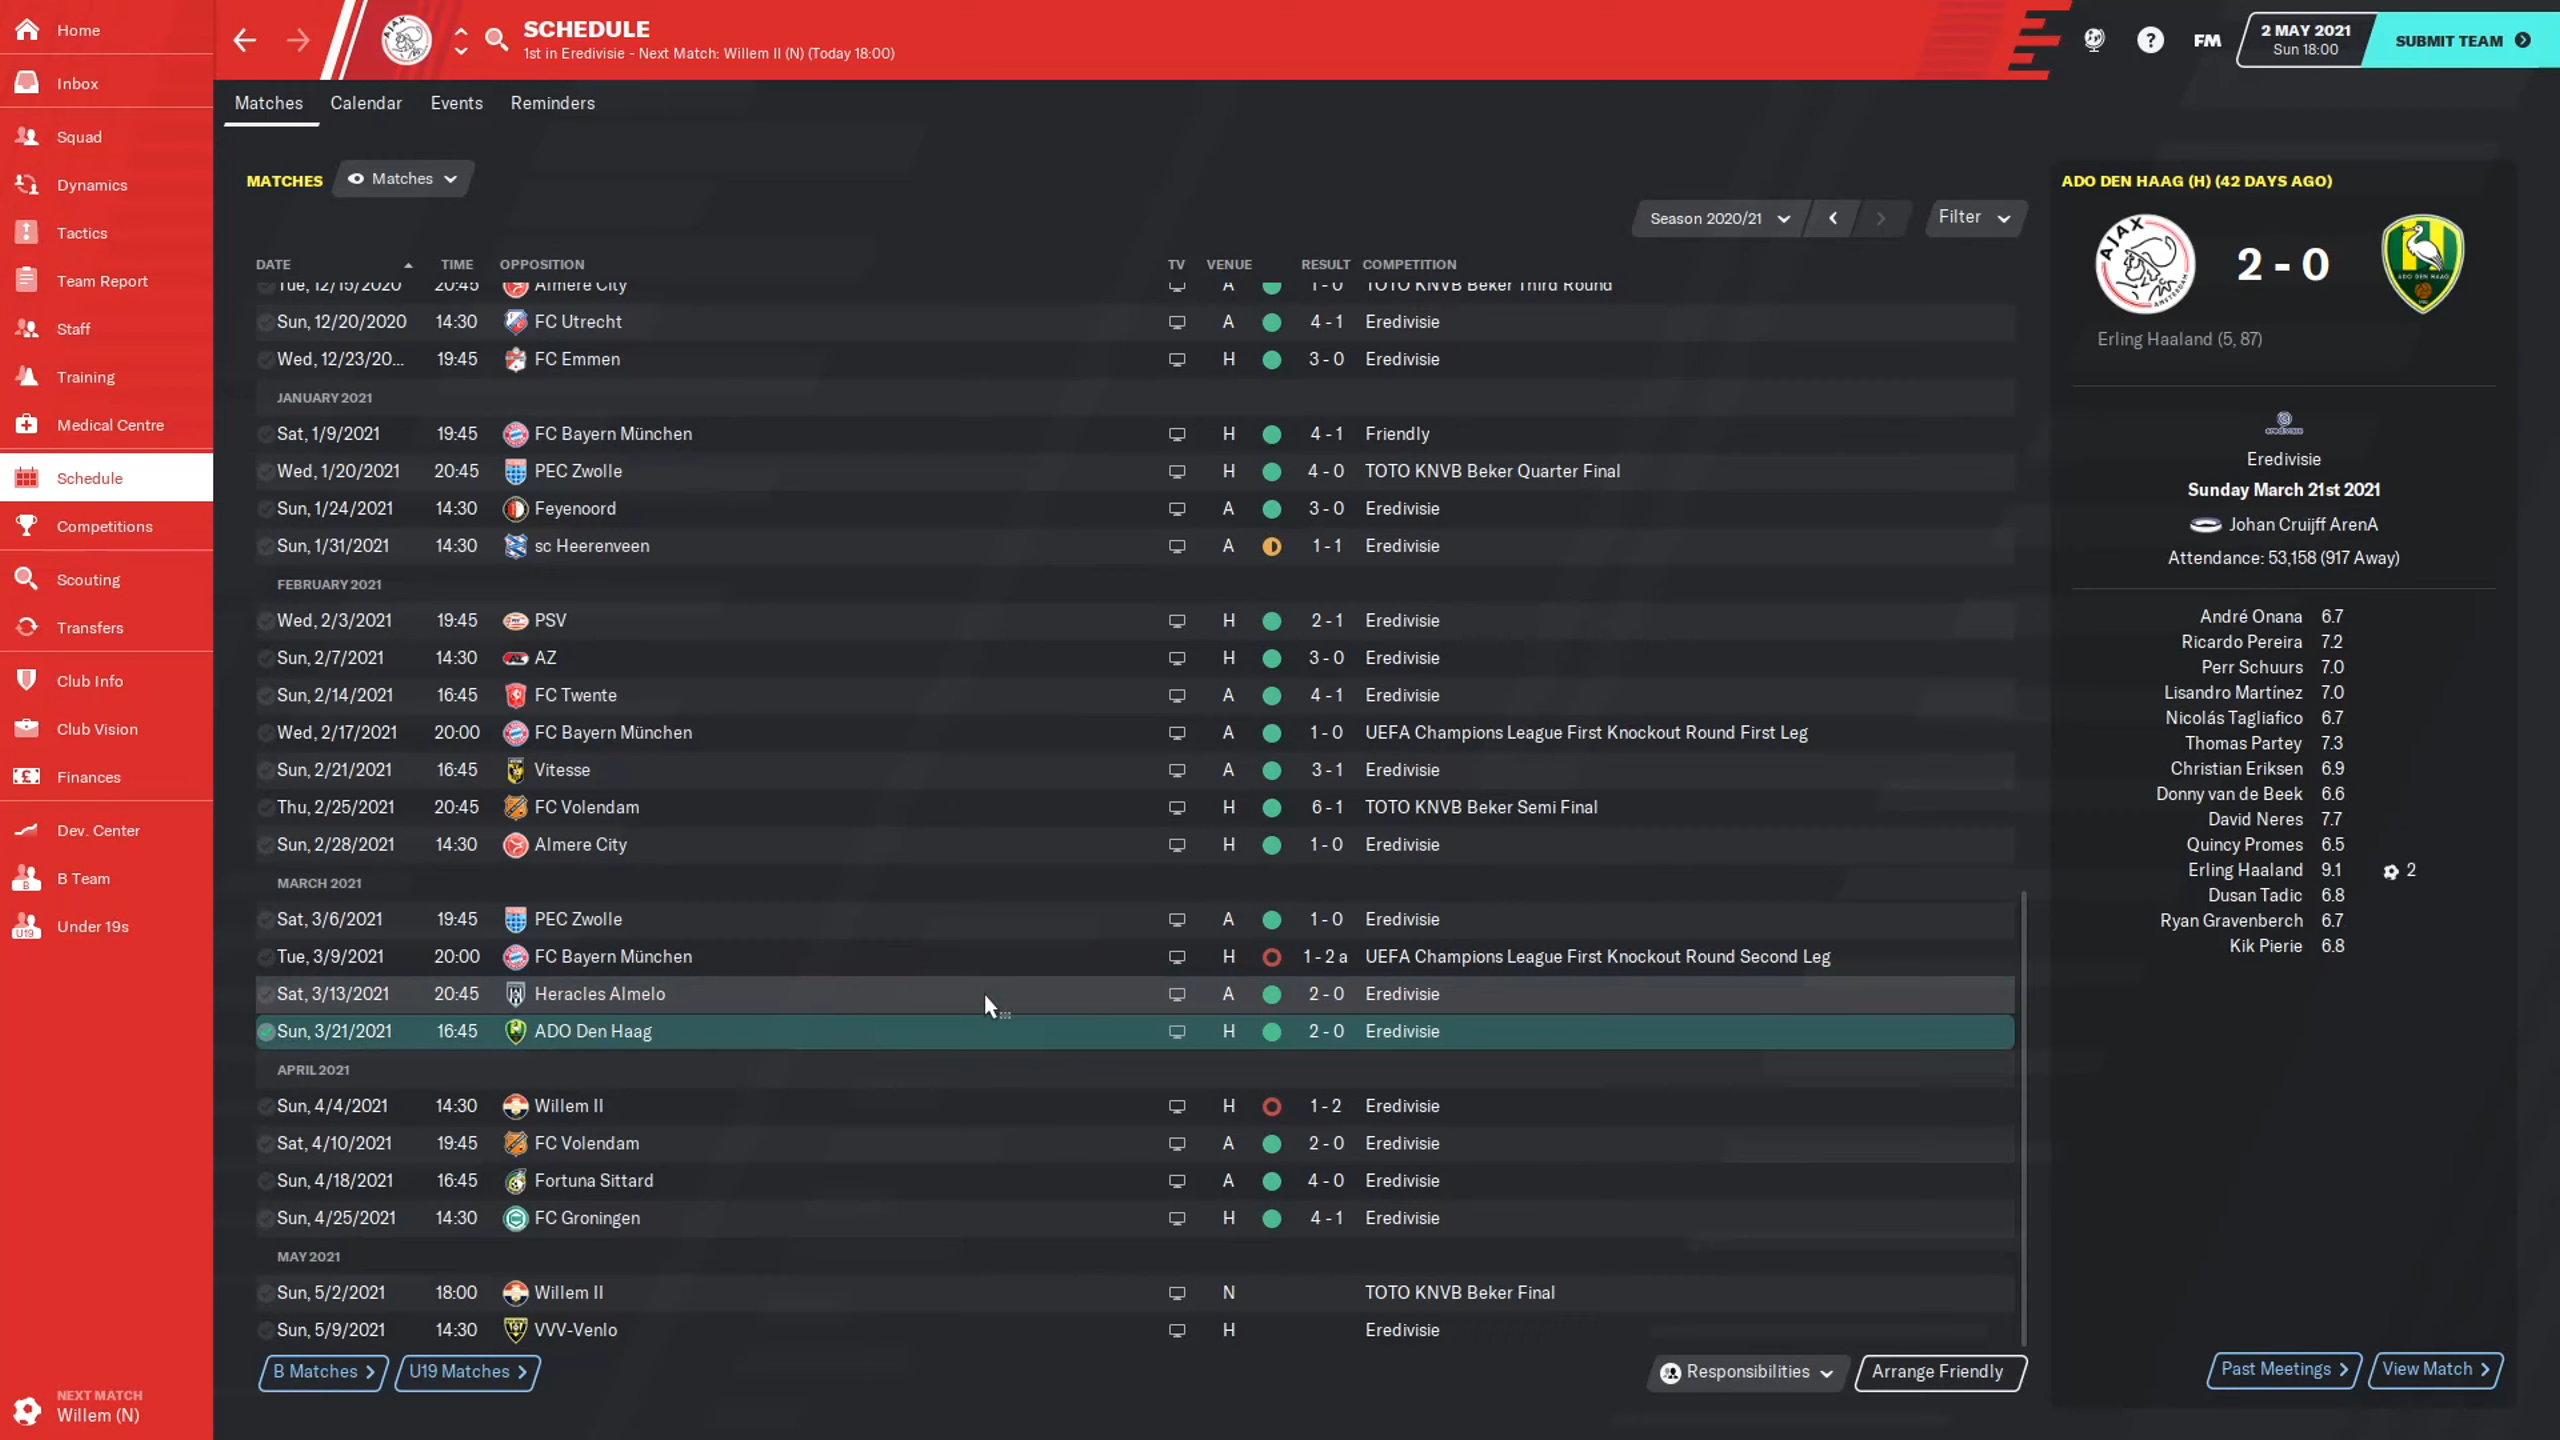 Home
Inbox
Squad
Dynamics
Tactics
Team Report
Staff
Training
Medical Centre
Schedule
Competitions
Scouting
Transfers
Club Info
Club Vision
Finances
Dev. Center
B Team
Under 19s
NEXT MATCH
Willem (N)
SCHEDULE
1st in Eredivisie - Next Match: Willem II (N) (Today 18:00)
FM
2 MAY 2021
Sun 18:00
SUBMIT TEAM
Matches Calendar Events Reminders
MATCHES Matches
Season 2020/21 Filter
DATE TIME OPPOSITION TV VENUE RESULT COMPETITION
Tue, 12/15/2020 20:45 Almere City A 1 - 0 TOTO KNVB Beker Third Round
Sun, 12/20/2020 14:30 FC Utrecht A 4 - 1 Eredivisie
Wed, 12/23/20... 19:45 FC Emmen H 3 - 0 Eredivisie
JANUARY 2021
Sat, 1/9/2021 19:45 FC Bayern München H 4 - 1 Friendly
Wed, 1/20/2021 20:45 PEC Zwolle H 4 - 0 TOTO KNVB Beker Quarter Final
Sun, 1/24/2021 14:30 Feyenoord A 3 - 0 Eredivisie
Sun, 1/31/2021 14:30 sc Heerenveen A 1 - 1 Eredivisie
FEBRUARY 2021
Wed, 2/3/2021 19:45 PSV H 2 - 1 Eredivisie
Sun, 2/7/2021 14:30 AZ H 3 - 0 Eredivisie
Sun, 2/14/2021 16:45 FC Twente A 4 - 1 Eredivisie
Wed, 2/17/2021 20:00 FC Bayern München A 1 - 0 UEFA Champions League First Knockout Round First Leg
Sun, 2/21/2021 16:45 Vitesse A 3 - 1 Eredivisie
Thu, 2/25/2021 20:45 FC Volendam H 6 - 1 TOTO KNVB Beker Semi Final
Sun, 2/28/2021 14:30 Almere City H 1 - 0 Eredivisie
MARCH 2021
Sat, 3/6/2021 19:45 PEC Zwolle A 1 - 0 Eredivisie
Tue, 3/9/2021 20:00 FC Bayern München H 1 - 2 a UEFA Champions League First Knockout Round Second Leg
Sat, 3/13/2021 20:45 Heracles Almelo A 2 - 0 Eredivisie
Sun, 3/21/2021 16:45 ADO Den Haag H 2 - 0 Eredivisie
APRIL 2021
Sun, 4/4/2021 14:30 Willem II H 1 - 2 Eredivisie
Sat, 4/10/2021 19:45 FC Volendam A 2 - 0 Eredivisie
Sun, 4/18/2021 16:45 Fortuna Sittard A 4 - 0 Eredivisie
Sun, 4/25/2021 14:30 FC Groningen H 4 - 1 Eredivisie
MAY 2021
Sun, 5/2/2021 18:00 Willem II N TOTO KNVB Beker Final
Sun, 5/9/2021 14:30 VVV-Venlo H Eredivisie
B Matches U19 Matches Responsibilities Arrange Friendly
ADO DEN HAAG (H) (42 DAYS AGO)
AJAX
AMSTERDAM
2 - 0
ADO DEN HAAG
Erling Haaland (5, 87)
Eredivisie
Sunday March 21st 2021
Johan Cruijff ArenA
Attendance: 53,158 (917 Away)
André Onana 6.7
Ricardo Pereira 7.2
Perr Schuurs 7.0
Lisandro Martínez 7.0
Nicolás Tagliafico 6.7
Thomas Partey 7.3
Christian Eriksen 6.9
Donny van de Beek 6.6
David Neres 7.7
Quincy Promes 6.5
Erling Haaland 9.1 2
Dusan Tadic 6.8
Ryan Gravenberch 6.7
Kik Pierie 6.8
Past Meetings View Match